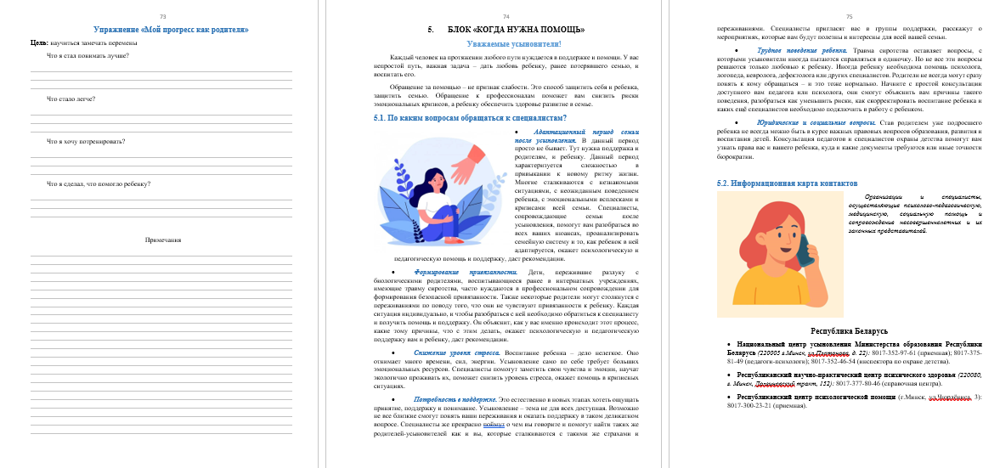 73
Упражнение «Мой прогресс как родителя»
Цель: научиться замечать перемены
Что я стал понимать лучше?
Что стало легче?
Что я хочу потренировать?
Что я сделал, что помогло ребенку?
Примечания
74
5. БЛОК «КОГДА НУЖНА ПОМОЩЬ»
Уважаемые усыновители!
Каждый человек на протяжении любого пути нуждается в поддержке и помощи. У вас
непростой путь, важная задача – дать любовь ребенку, ранее потерявшего семью, и
воспитать его.
Обращение за помощью – не признак слабости. Это способ защитить себя и ребенка,
защитить семью. Обращение к профессионалам поможет вам снизить риски
эмоциональных кризисов, а ребенку обеспечить здоровье развитие в семье.
5.1. По каким вопросам обращаться к специалистам?
• Адаптационный период семьи
после усыновления. В данный период
просто не бывает. Тут нужна поддержка и
родителям, и ребенку. Данный период
характеризуется сложностью в
привыкании к новому ритму жизни.
Многие сталкиваются с незнакомыми
ситуациями, с неожиданным поведением
ребенка, с эмоциональными всплесками и
кризисами всей семьи. Специалисты,
сопровождающие семьи после
усыновления, помогут вам разобраться во
всех ваших нюансах, проанализировать
семейную систему и то, как ребенок в ней
адаптируется, окажет психологическую и
педагогическую помощь и поддержку, даст рекомендации.
• Формирование привязанности. Дети, пережившие разлуку с
биологическими родителями, воспитывающиеся ранее в интернатных учреждениях,
имеющие травму сиротства, часто нуждаются в профессиональном сопровождении для
формирования безопасной привязанности. Также некоторые родители могут столкнутся с
переживаниями по поводу того, что они не чувствуют привязанности к ребенку. Каждая
ситуация индивидуально, и чтобы разобраться с ней необходимо обратиться к специалисту
и получить помощь и поддержку. Он объяснит, как у вас именно происходит этот процесс,
какие тому причины, что с этим делать, окажет психологическую и педагогическую
поддержку вам и ребенку, даст рекомендации.
• Снижение уровня стресса. Воспитание ребенка – дело нелегкое. Оно
отнимает много времени, сил, энергии. Усыновление само по себе требует больших
эмоциональных ресурсов. Специалисты помогут заметить свои чувства и эмоции, научат
экологично проживать их, поможет снизить уровень стресса, окажет помощь в критических
ситуациях.
• Потребность в поддержке. Это естественно в новых этапах хотеть ощущать
принятие, поддержку и понимание. Усыновление – тема не для всех доступная. Возможно
не все близкие смогут понять ваши переживания и оказать поддержку в таком деликатном
вопросе. Специалисты же прекрасно поймут о чем вы говорите и помогут найти таких же
родителей-усыновителей как и вы, которые сталкиваются с такими же страхами и
75
переживаниями. Специалисты пригласят вас в группы поддержки, расскажут о
мероприятиях, которые вам будут полезны и интересны для всей вашей семьи.
• Трудное поведение ребенка. Травма сиротства оставляет вопросы, с
которыми усыновители иногда пытаются справляться в одиночку. Но не все эти вопросы
решаются только любовью к ребенку. Иногда ребенку необходима помощь психолога,
логопеда, невролога, дефектолога или других специалистов. Родители не всегда могут сразу
понять к кому обращаться – и это тоже нормально. Начните с простой консультации
доступного вам педагога или психолога, они смогут объяснить вам причины такого
поведения, разобраться как уменьшить риски, как скорректировать воспитание ребенка и
каких ещё специалистов необходимо подключить в работу с ребенком.
• Юридические и социальные вопросы. Став родителем уже подросшего
ребенка не всегда можно быть в курсе важных правовых вопросов образования, развития и
воспитания детей. Консультация педагогов и специалистов охраны детства помогут вам
узнать права вас и вашего ребенка, куда и какие документы требуются или иные точности
бюрократии.
5.2. Информационная карта контактов
Организации и специалисты,
осуществляющие психолого-педагогическую,
медицинскую, социальную помощь и
сопровождение несовершеннолетних и их
законных представителей.
Республика Беларусь
• Национальный центр усыновления Министерства образования Республики
Беларусь (220005 г.Минск, ул.Платонова, д. 22): 8017-352-97-61 (приемная); 8017-375-
81-49 (педагоги-психологи); 8017-352-46-54 (инспектора по охране детства).
• Республиканский научно-практический центр психического здоровья (220080,
г. Минск, Долгиновский тракт, 152): 8017-377-80-46 (справочная центра).
• Республиканский центр психологической помощи (г.Минск, ул.Чюрлёниса, 3):
8017-300-23-21 (приемная).